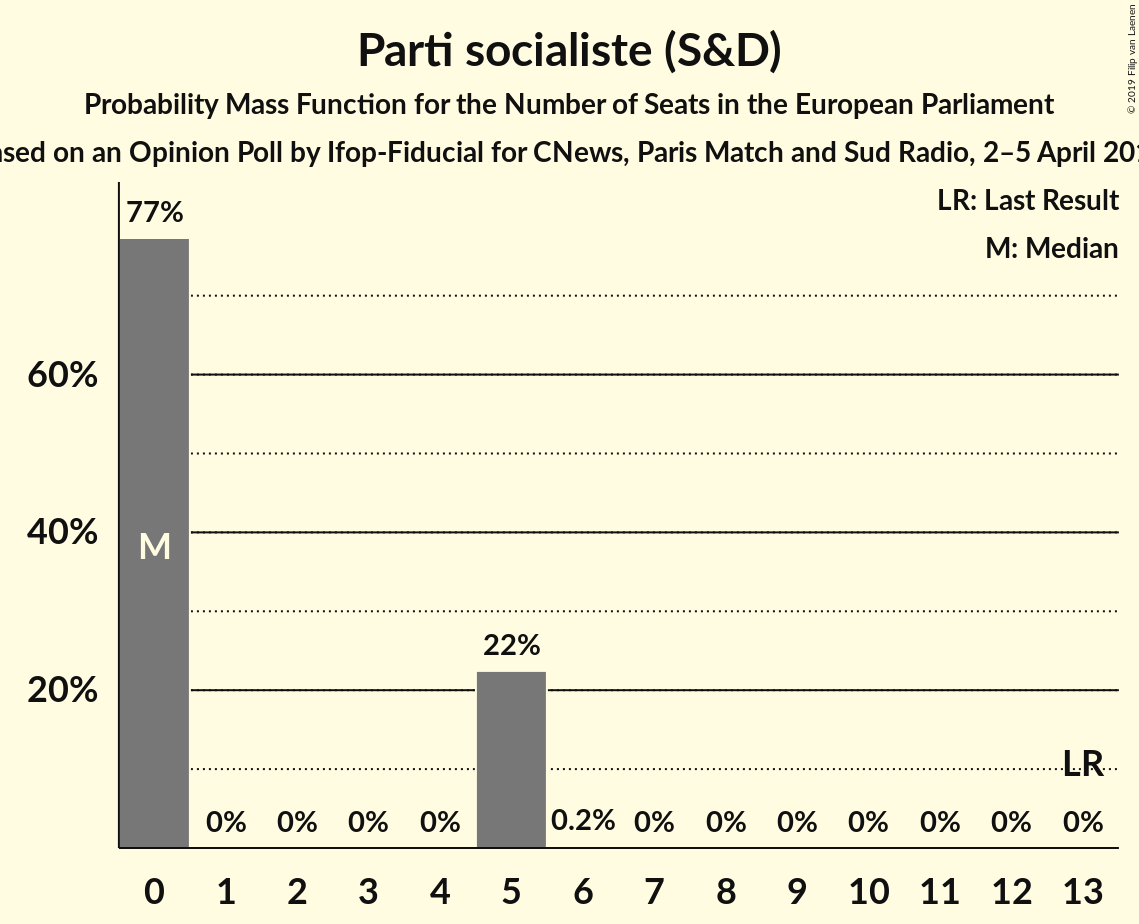 Parti socialiste (S&D)
Probability Mass Function for the Number of Seats in the European Parliament
on an Opinion Poll by Ifop-Fiducial for CNews, Paris Match and Sud Radio, 2–5 April
© 2019 Filip van Laenen
LR: Last Result
M: Median
77%
60%
40%
M
22%
20%
LR
0% 0% 0% 0% 0.2% 0% 0% 0% 0% 0% 0% 0%
0 1 2 3 4 5 6 7 8 9 10 11 12 13